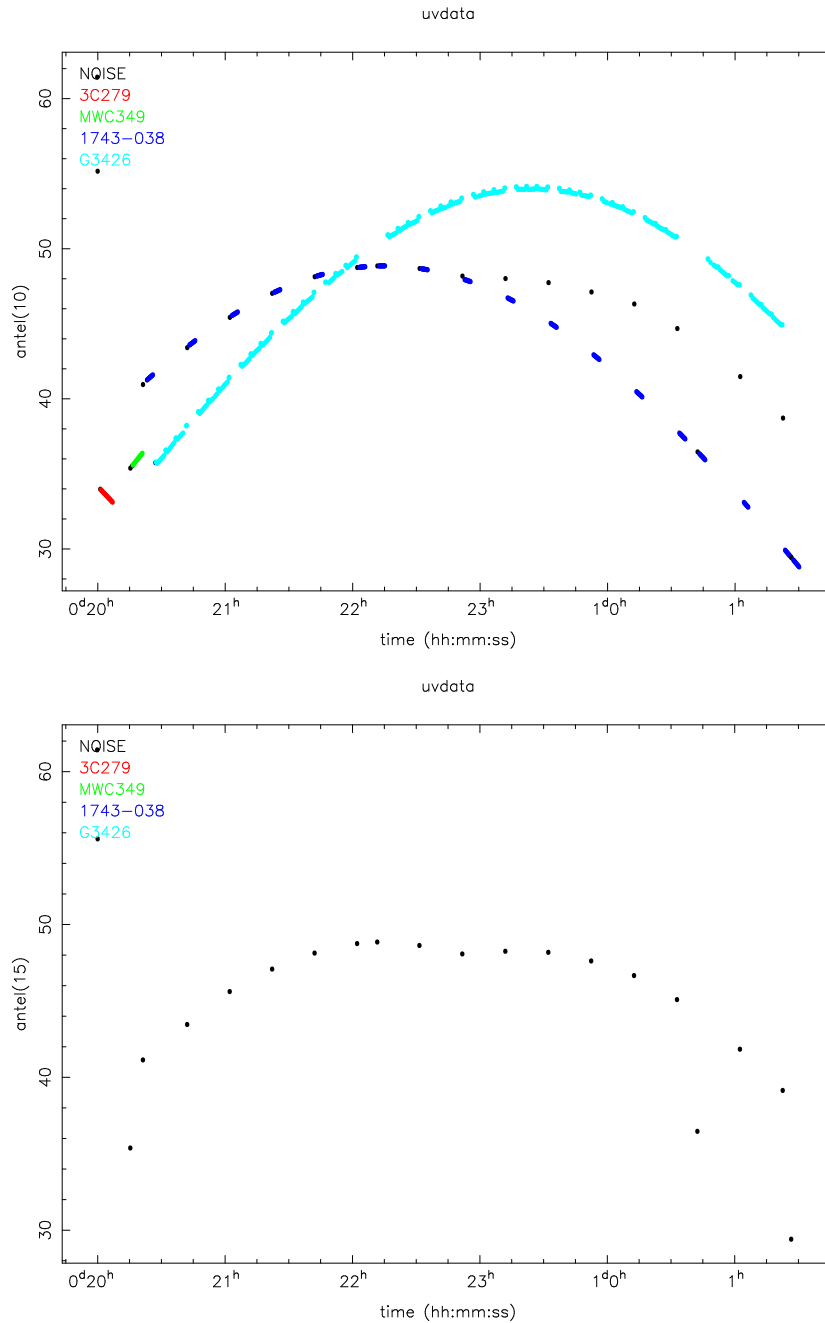 uvdata
NOISE
3C279
MWC349
1743-038
G3426
60
50
40
30
antel(10)
0d20h 21h 22h 23h 1d0h 1h
time (hh:mm:ss)
uvdata
NOISE
3C279
MWC349
1743-038
G3426
60
50
40
30
antel(15)
0d20h 21h 22h 23h 1d0h 1h
time (hh:mm:ss)